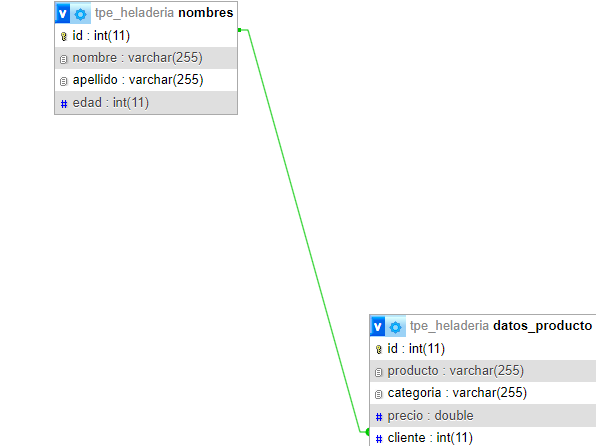 tpe_heladeria nombres
id : int(11)
nombre : varchar(255)
apellido : varchar(255)
# edad : int(11)
tpe_heladeria datos_producto
id : int(11)
producto : varchar(255)
categoria : varchar(255)
# precio : double
# cliente : int(11)